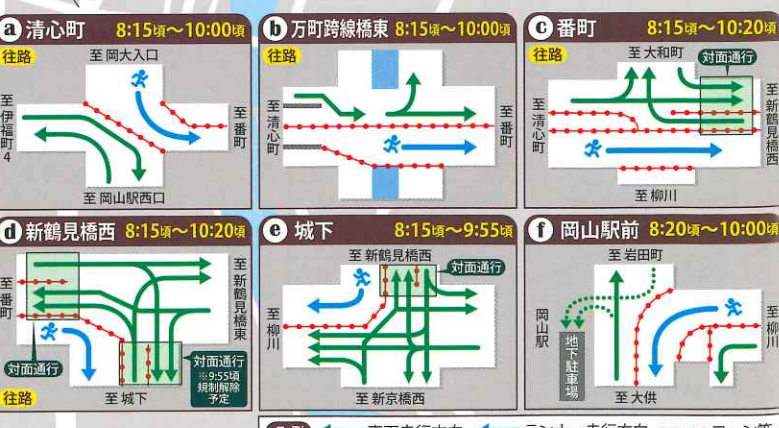 a 清心町 8:15頃～10:00頃
往路
至 岡大入口
至伊福町4
至番町
至 岡山駅西口
b 万町跨線橋東 8:15頃～10:00頃
至清心町
至番町
c 番町 8:15頃～10:20頃
往路
至 大和町
対面通行
至清心町
至新鶴見橋西
至 柳川
d 新鶴見橋西 8:15頃～10:20頃
至番町
至新鶴見橋東
対面通行
対面通行
※9:55頃
規制解除
予定
往路
至 城下
e 城下 8:15頃～9:55頃
至 新鶴見橋西
対面通行
至柳川
至 新京橋西
f 岡山駅前 8:20頃～10:00頃
至 岩田町
岡山駅
地下駐車場
至柳川
至 大供